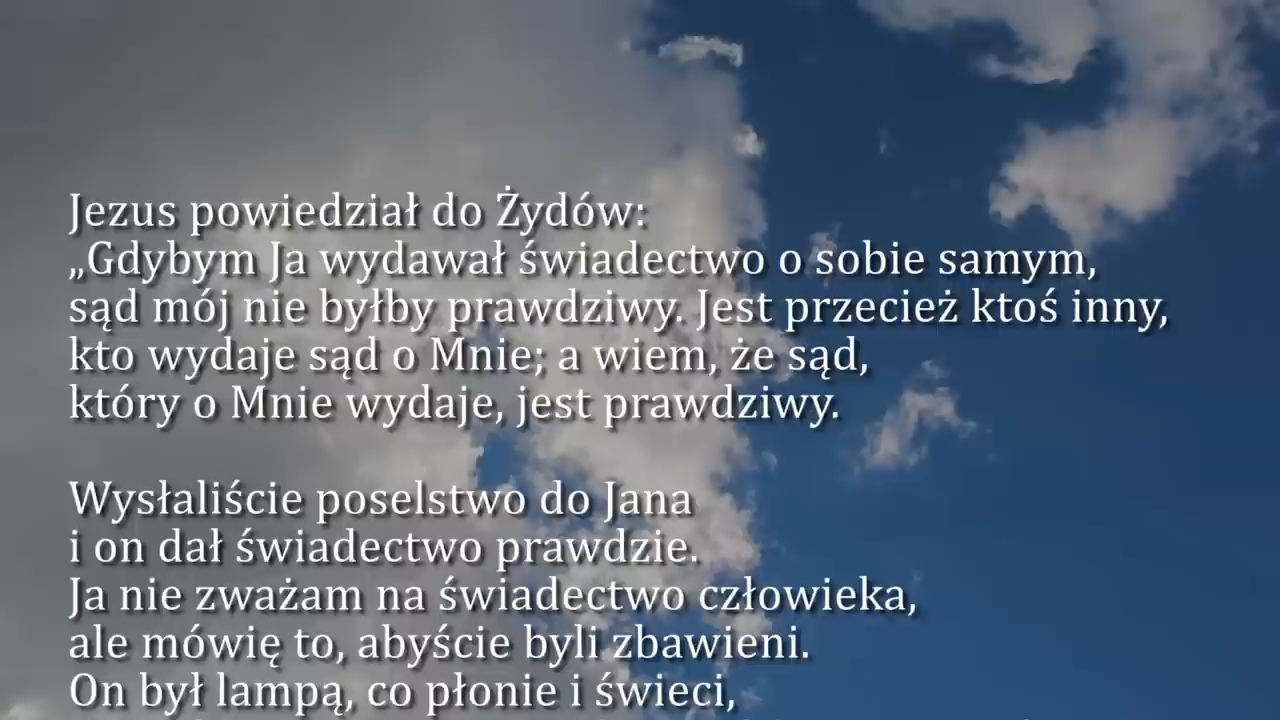 Jezus powiedział do Żydów:
„Gdybym Ja wydawał świadectwo o sobie samym,
sąd mój nie byłby prawdziwy. Jest przecież ktoś inny,
kto wydaje sąd o Mnie; a wiem, że sąd,
który o Mnie wydaje, jest prawdziwy.
Wysłaliście poselstwo do Jana
i on dał świadectwo prawdzie.
Ja nie zważam na świadectwo człowieka,
ale mówię to, abyście byli zbawieni.
On był lampą, co płonie i świeci,